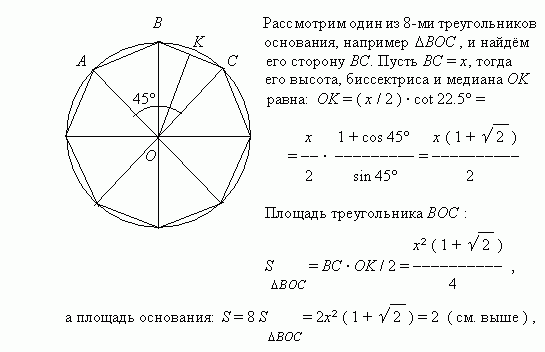 B
K
A
C
45°
O
Рассмотрим один из 8-ми треугольников
основания, например ΔBOC , и найдём
его сторону BC. Пусть BC = x, тогда
его высота, биссектриса и медиана OK
равна: OK = ( x / 2 ) · cot 22.5° =
x 1 + cos 45° x ( 1 + √2 )
= –– · ––––––––– = ––––––––––
2 sin 45° 2
Площадь треугольника BOC :
x² ( 1 + √2 )
S = BC · OK / 2 = –––––––––– ,
ΔBOC 4
а площадь основания: S = 8 S = 2x² ( 1 + √2 ) = 2 ( см. выше ) ,
ΔBOC